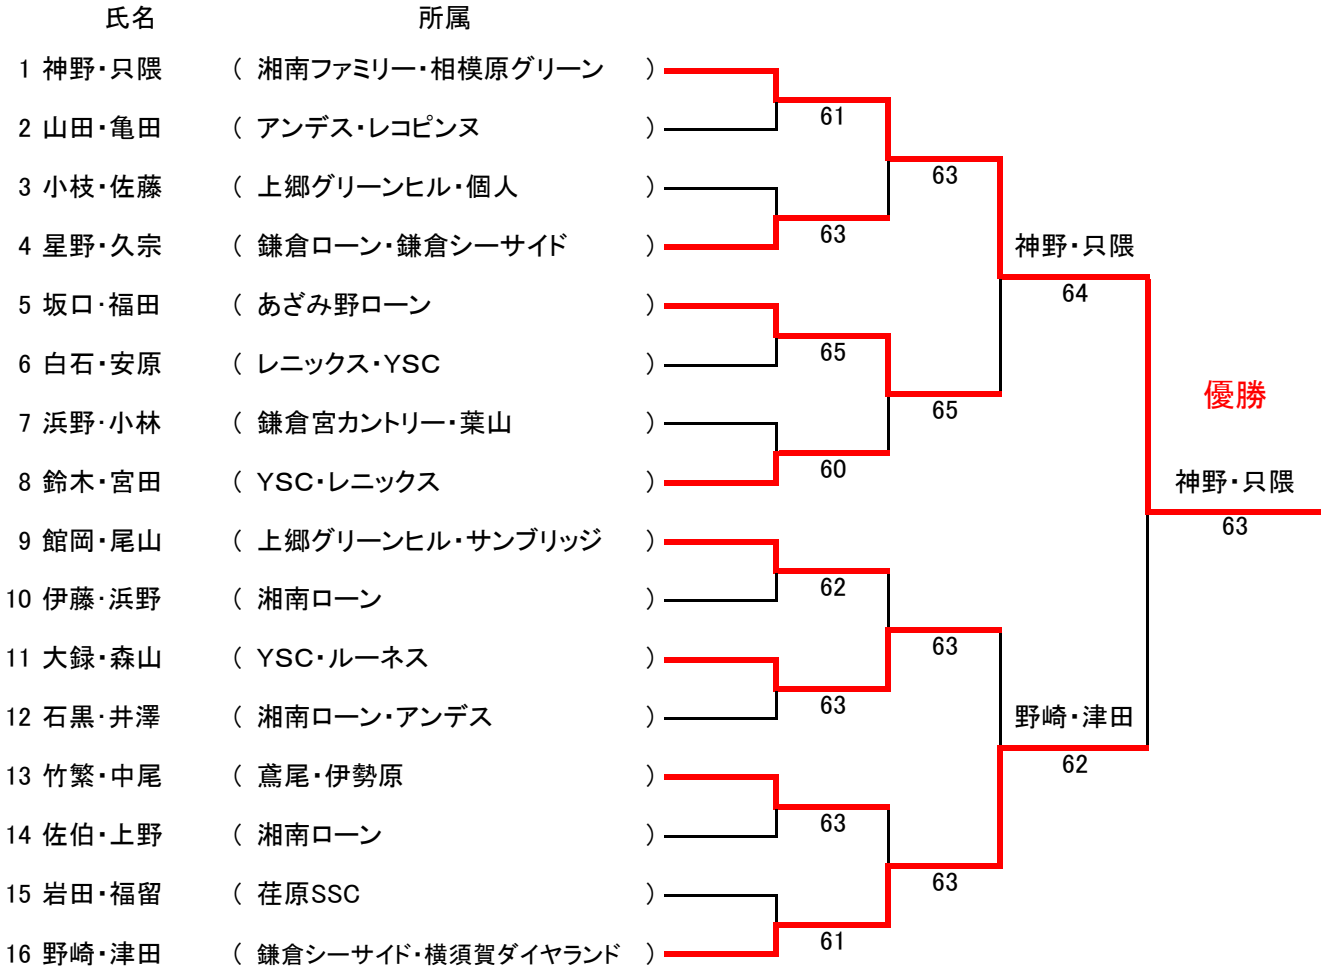 氏名 所属
1 神野・只隈 ( 湘南ファミリー・相模原グリーン )
61
2 山田・亀田 ( アンデス・レコピンヌ )
63
3 小枝・佐藤 ( 上郷グリーンヒル・個人 )
63
4 星野・久宗 ( 鎌倉ローン・鎌倉シーサイド )
神野・只隈
64
5 坂口・福田 ( あざみ野ローン )
65
6 白石・安原 ( レニックス・YSC )
優勝
65
7 浜野・小林 ( 鎌倉宮カントリー・葉山 )
60
8 鈴木・宮田 ( YSC・レニックス )
神野・只隈
63
9 館岡・尾山 ( 上郷グリーンヒル・サンブリッジ )
62
10 伊藤・浜野 ( 湘南ローン )
63
11 大録・森山 ( YSC・ルーネス )
63
12 石黒・井澤 ( 湘南ローン・アンデス )
野崎・津田
62
13 竹繁・中尾 ( 鳶尾・伊勢原 )
63
14 佐伯・上野 ( 湘南ローン )
63
15 岩田・福留 ( 荏原SSC )
61
16 野崎・津田 ( 鎌倉シーサイド・横須賀ダイヤランド )